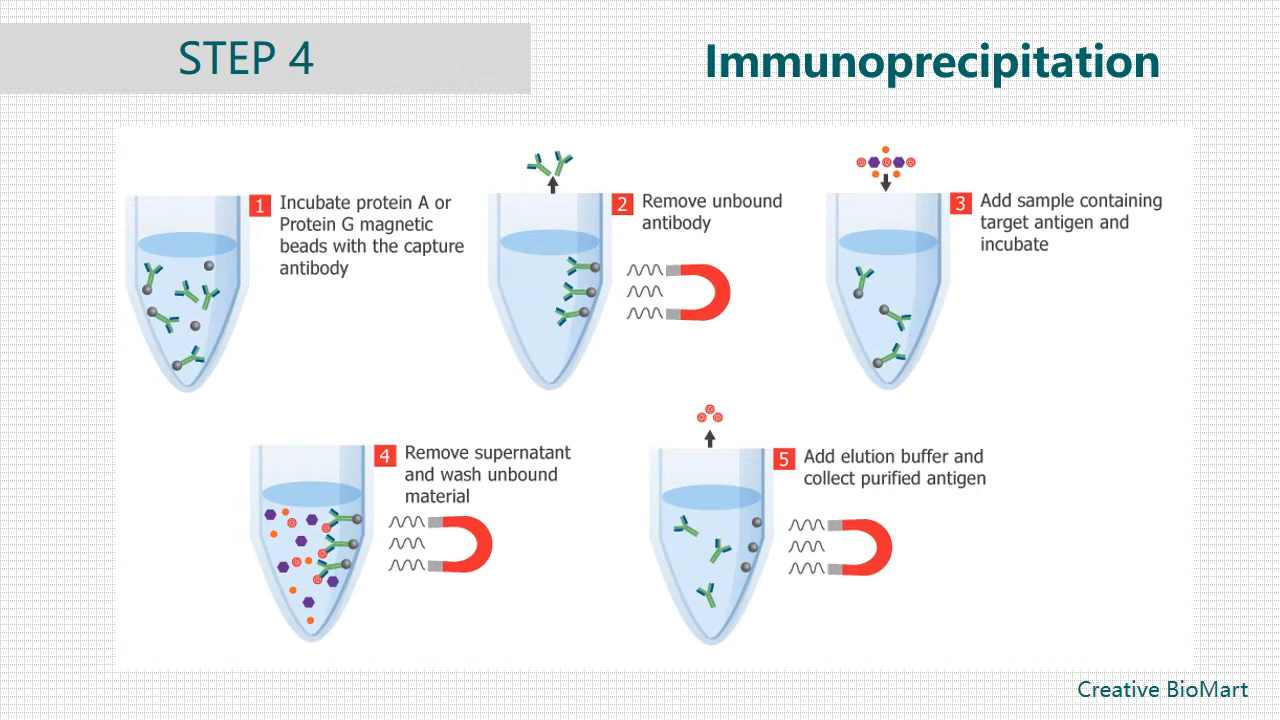 STEP 4
Immunoprecipitation
1 Incubate protein A or
Protein G magnetic
beads with the capture
antibody
2 Remove unbound
antibody
3 Add sample containing
target antigen and
incubate
4 Remove supernatant
and wash unbound
material
5 Add elution buffer and
collect purified antigen
Creative BioMart